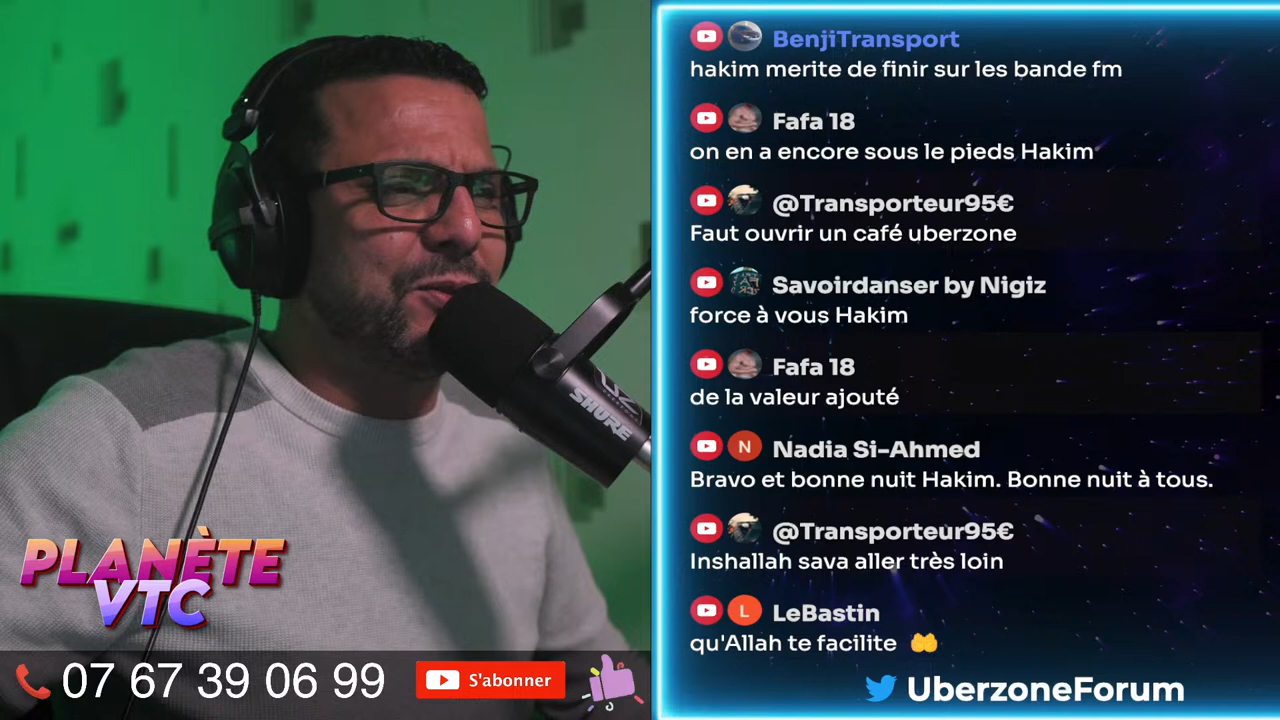 BenjiTransport
hakim merite de finir sur les bande fm
Fafa 18
on en a encore sous le pieds Hakim
@Transporteur95€
Faut ouvrir un café uberzone
Savoirdanser by Nigiz
force à vous Hakim
Fafa 18
de la valeur ajouté
N Nadia Si-Ahmed
Bravo et bonne nuit Hakim. Bonne nuit à tous.
@Transporteur95€
Inshallah sava aller très loin
L LeBastin
qu'Allah te facilite 🤲
UberzoneForum
SHURE
PLANÈTE
VTC
07 67 39 06 99
S'abonner